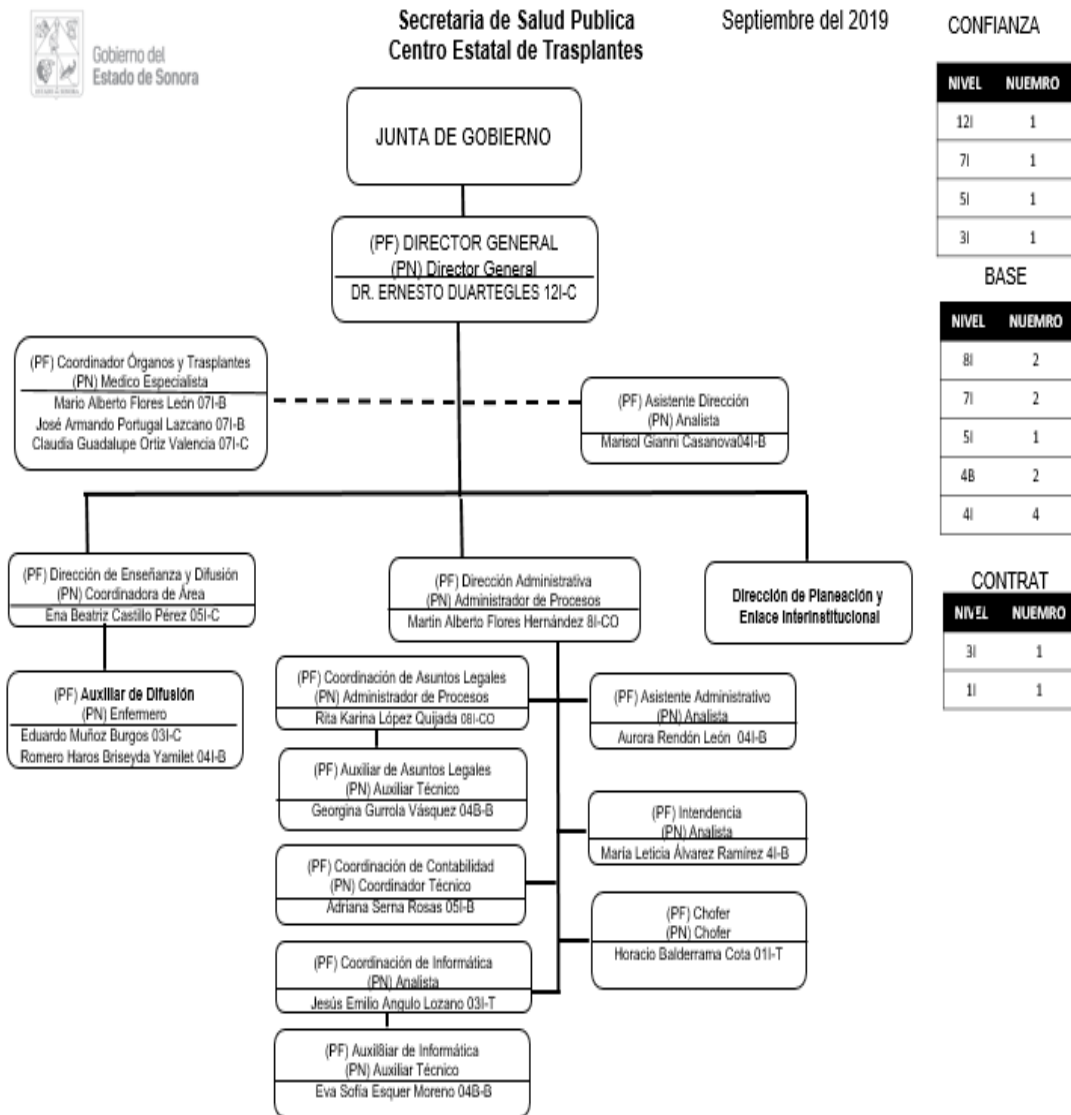 Gobierno del
Estado de Sonora
Secretaria de Salud Publica
Centro Estatal de Trasplantes
Septiembre del 2019
JUNTA DE GOBIERNO
(PF) DIRECTOR GENERAL
(PN) Director General
DR. ERNESTO DUARTEGLES 12I-C
(PF) Coordinador Órganos y Trasplantes
(PN) Medico Especialista
Mario Alberto Flores León 07I-B
José Armando Portugal Lazcano 07I-B
Claudia Guadalupe Ortiz Valencia 07I-C
(PF) Asistente Dirección
(PN) Analista
Marisol Gianni Casanova04I-B
(PF) Dirección de Enseñanza y Difusión
(PN) Coordinadora de Área
Ena Beatriz Castillo Pérez 05I-C
(PF) Auxiliar de Difusión
(PN) Enfermero
Eduardo Muñoz Burgos 03I-C
Romero Haros Briseyda Yamilet 04I-B
(PF) Dirección Administrativa
(PN) Administrador de Procesos
Martin Alberto Flores Hernández 8I-CO
Dirección de Planeación y
Enlace Interinstitucional
(PF) Coordinación de Asuntos Legales
(PN) Administrador de Procesos
Rita Karina López Quijada 08I-CO
(PF) Asistente Administrativo
(PN) Analista
Aurora Rendón León 04I-B
(PF) Auxiliar de Asuntos Legales
(PN) Auxiliar Técnico
Georgina Gurrola Vásquez 04B-B
(PF) Intendencia
(PN) Analista
Maria Leticia Álvarez Ramírez 4I-B
(PF) Coordinación de Contabilidad
(PN) Coordinador Técnico
Adriana Serna Rosas 05I-B
(PF) Chofer
(PN) Chofer
Horacio Balderrama Cota 01I-T
(PF) Coordinación de Informática
(PN) Analista
Jesús Emilio Angulo Lozano 03I-T
(PF) Auxil8iar de Informática
(PN) Auxiliar Técnico
Eva Sofía Esquer Moreno 04B-B
CONFIANZA
NIVEL NUEMRO
12I 1
7I 1
5I 1
3I 1
BASE
NIVEL NUEMRO
8I 2
7I 2
5I 1
4B 2
4I 4
CONTRAT
NIVEL NUEMRO
3I 1
1I 1